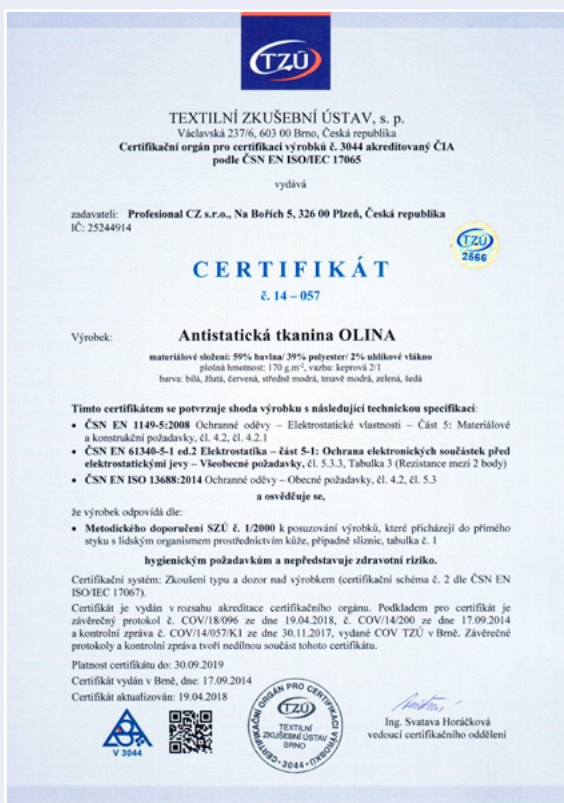 TZÚ
TEXTILNÍ ZKUŠEBNÍ ÚSTAV, s. p.
Václavská 237/6, 603 00 Brno, Česká republika
Certifikační orgán pro certifikaci výrobků č. 3044 akreditovaný ČIA
podle ČSN EN ISO/IEC 17065
vydává
zadavateli: Profesional CZ s.r.o., Na Bořích 5, 326 00 Plzeň, Česká republika
IČ: 25244914
TZÚ
2566
CERTIFIKÁT
č. 14 – 057
Výrobek: Antistatická tkanina OLINA
materiálové složení: 59% bavlna/ 39% polyester/ 2% uhlíkové vlákno
plošná hmotnost: 170 g.m-2, vazba: keprová 2/1
barva: bílá, žlutá, červená, středně modrá, tmavě modrá, zelená, šedá
Tímto certifikátem se potvrzuje shoda výrobku s následující technickou specifikací:
• ČSN EN 1149-5:2008 Ochranné oděvy – Elektrostatické vlastnosti – Část 5: Materiálové
a konstrukční požadavky, čl. 4.2, čl. 4.2.1
• ČSN EN 61340-5-1 ed.2 Elektrostatika – část 5-1: Ochrana elektronických součástek před
elektrostatickými jevy – Všeobecné požadavky, čl. 5.3.3, Tabulka 3 (Rezistance mezi 2 body)
• ČSN EN ISO 13688:2014 Ochranné oděvy – Obecné požadavky, čl. 4.2, čl. 5.3
a osvědčuje se,
že výrobek odpovídá dle:
• Metodického doporučení SZÚ č. 1/2000 k posuzování výrobků, které přicházejí do přímého
styku s lidským organismem prostřednictvím kůže, případně sliznic, tabulka č. 1
hygienickým požadavkům a nepředstavuje zdravotní riziko.
Certifikační systém: Zkoušení typu a dozor nad výrobkem (certifikační schéma č. 2 dle ČSN EN
ISO/IEC 17067).
Certifikát je vydán v rozsahu akreditace certifikačního orgánu. Podkladem pro certifikát je
závěrečný protokol č. COV/18/096 ze dne 19.04.2018, č. COV/14/200 ze dne 17.09.2014
a kontrolní zpráva č. COV/14/057/K1 ze dne 30.11.2017, vydané COV TZÚ v Brně. Závěrečné
protokoly a kontrolní zpráva tvoří nedílnou součást tohoto certifikátu.
Platnost certifikátu do: 30.09.2019
Certifikát vydán v Brně, dne: 17.09.2014
Certifikát aktualizován: 19.04.2018
V 3044
CERTIFIKAČNÍ ORGÁN PRO CERTIFIKACI VÝROBKŮ
TZÚ
TEXTILNÍ
ZKUŠEBNÍ ÚSTAV
BRNO
3044
Ing. Svatava Horáčková
vedoucí certifikačního oddělení